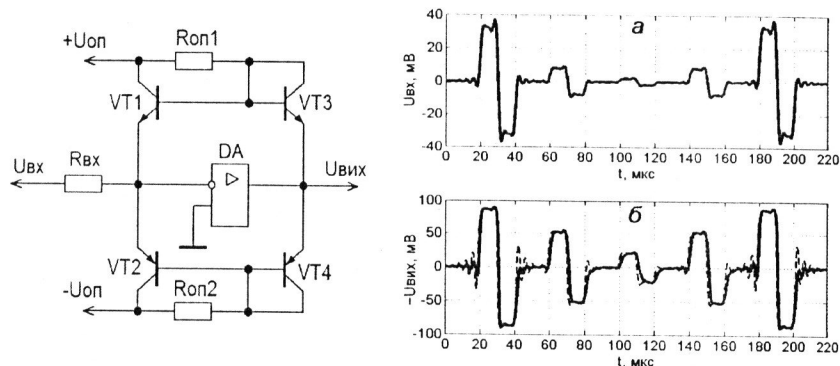 +Uоп
Rоп1
VT1
VT3
DA
Uвх
Rвх
Uвих
VT2
VT4
-Uоп
Rоп2
a
Uвх, мВ
40
20
0
-20
-40
0 20 40 60 80 100 120 140 160 180 200 220
t, мкс
б
−Uвих, мВ
100
50
0
-50
-100
0 20 40 60 80 100 120 140 160 180 200 220
t, мкс